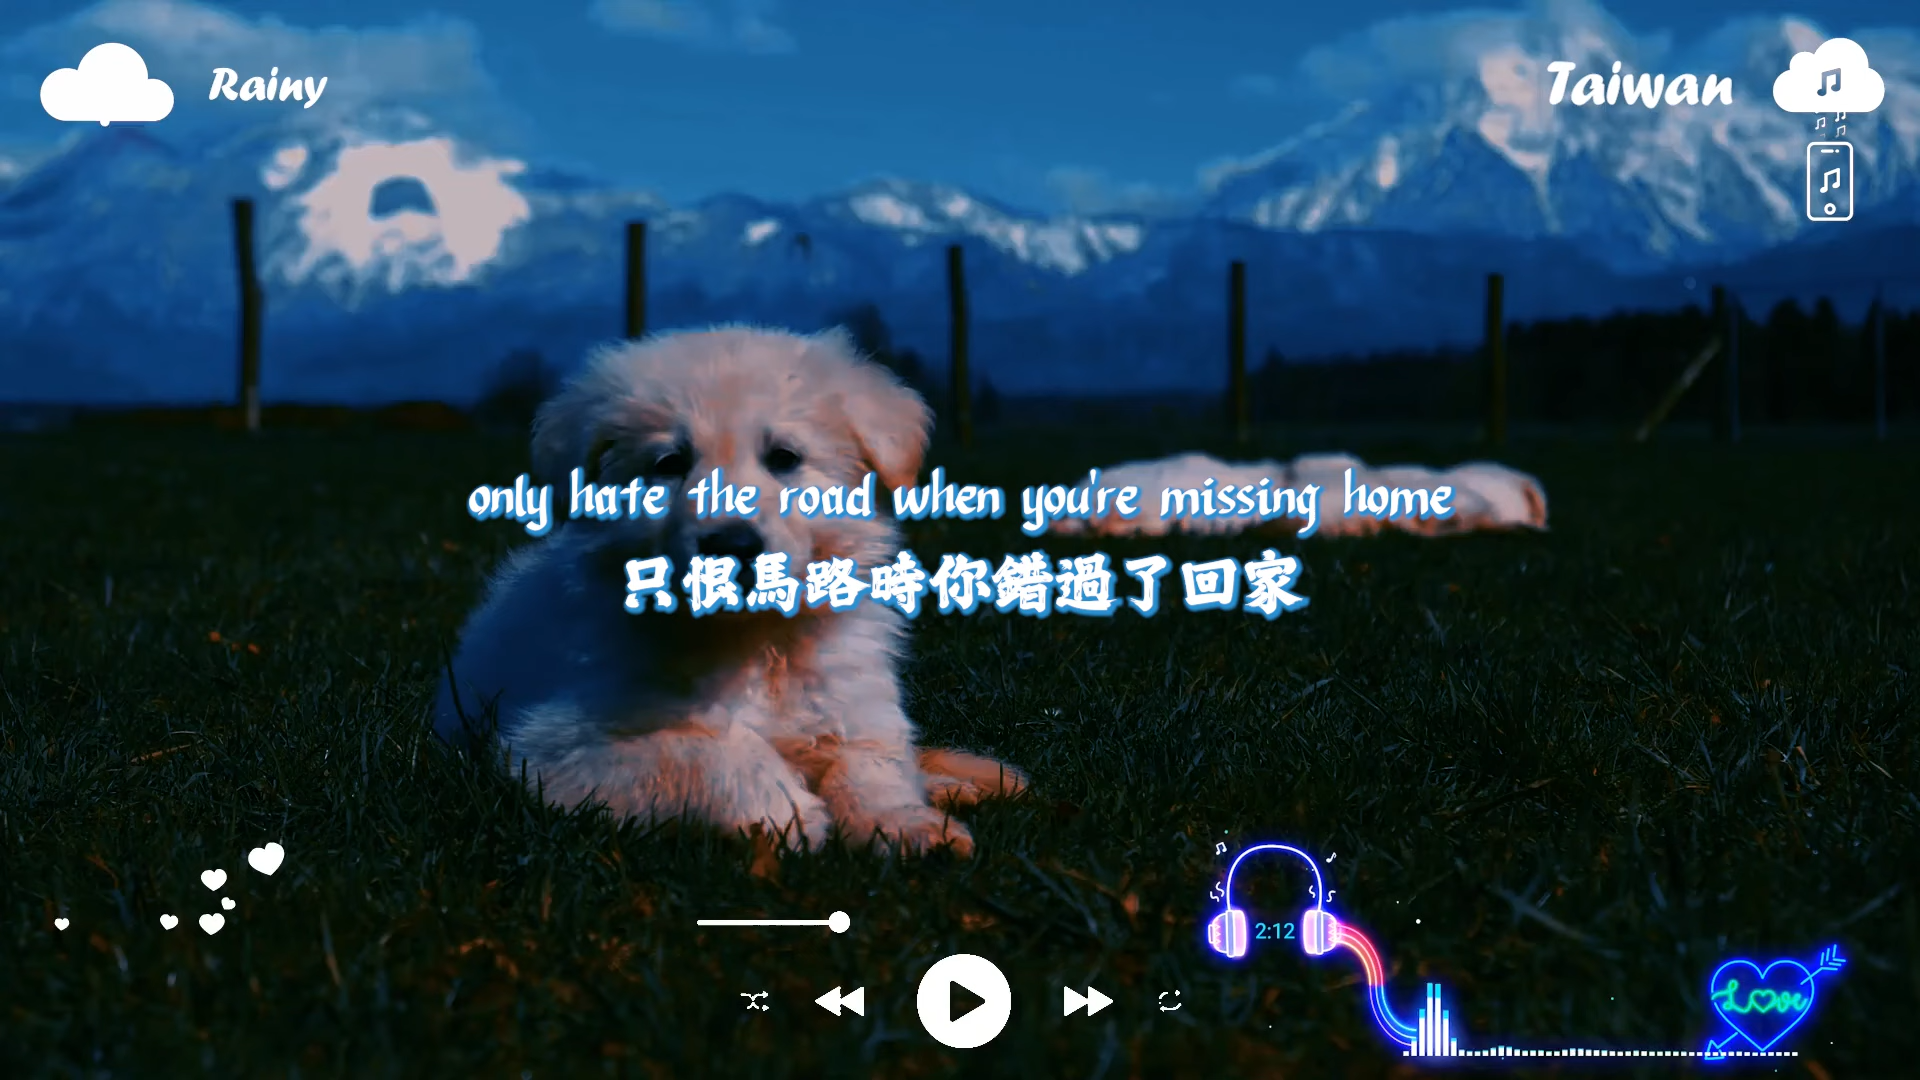 Rainy
Taiwan
only hate the road when you're missing home
只恨馬路時你錯過了回家
2:12
Love